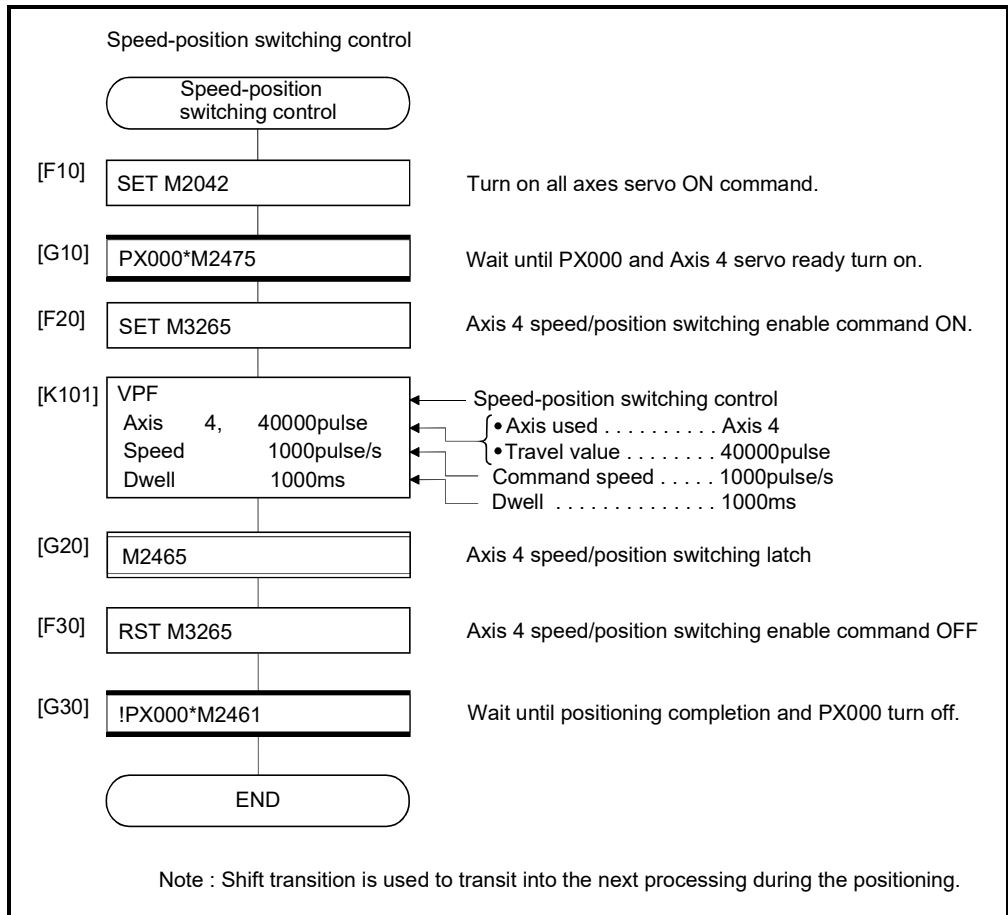 Speed-position switching control
Speed-position
switching control
[F10] SET M2042 Turn on all axes servo ON command.
[G10] PX000*M2475 Wait until PX000 and Axis 4 servo ready turn on.
[F20] SET M3265 Axis 4 speed/position switching enable command ON.
[K101] VPF
Axis 4, 40000pulse
Speed 1000pulse/s
Dwell 1000ms
Speed-position switching control
•Axis used . . . . . . . . . . Axis 4
•Travel value . . . . . . . . 40000pulse
Command speed . . . . . 1000pulse/s
Dwell . . . . . . . . . . . . . . 1000ms
[G20] M2465 Axis 4 speed/position switching latch
[F30] RST M3265 Axis 4 speed/position switching enable command OFF
[G30] !PX000*M2461 Wait until positioning completion and PX000 turn off.
END
Note : Shift transition is used to transit into the next processing during the positioning.